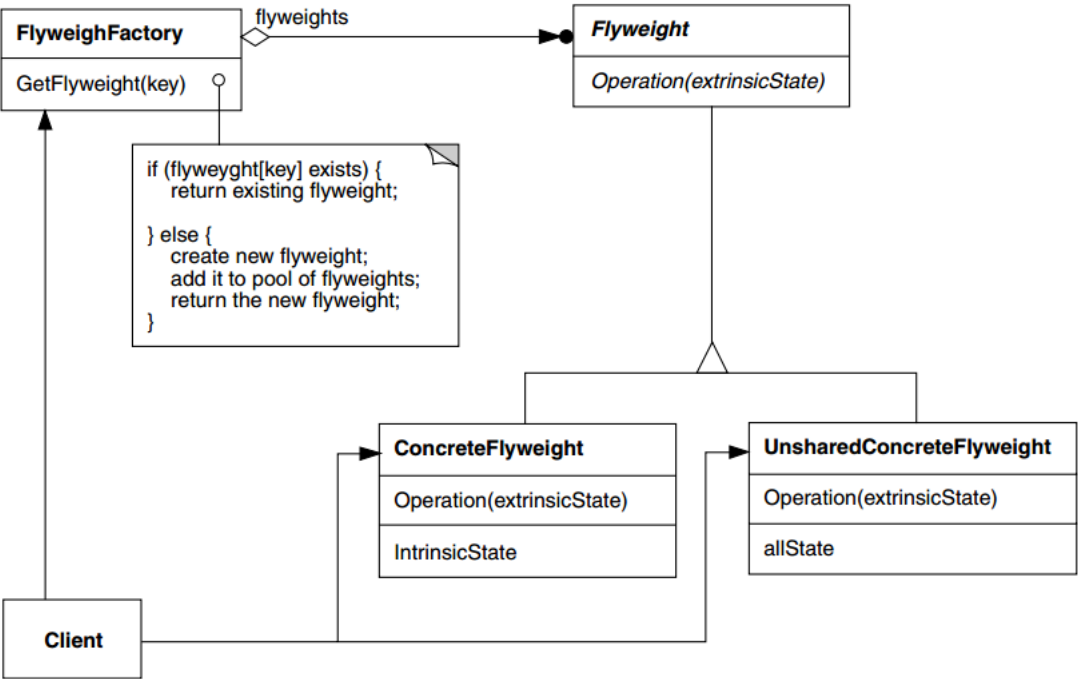 FlyweighFactory
GetFlyweight(key)
flyweights
Flyweight
Operation(extrinsicState)
if (flyweyght[key] exists) {
return existing flyweight;
} else {
create new flyweight;
add it to pool of flyweights;
return the new flyweight;
}
ConcreteFlyweight
Operation(extrinsicState)
IntrinsicState
UnsharedConcreteFlyweight
Operation(extrinsicState)
allState
Client